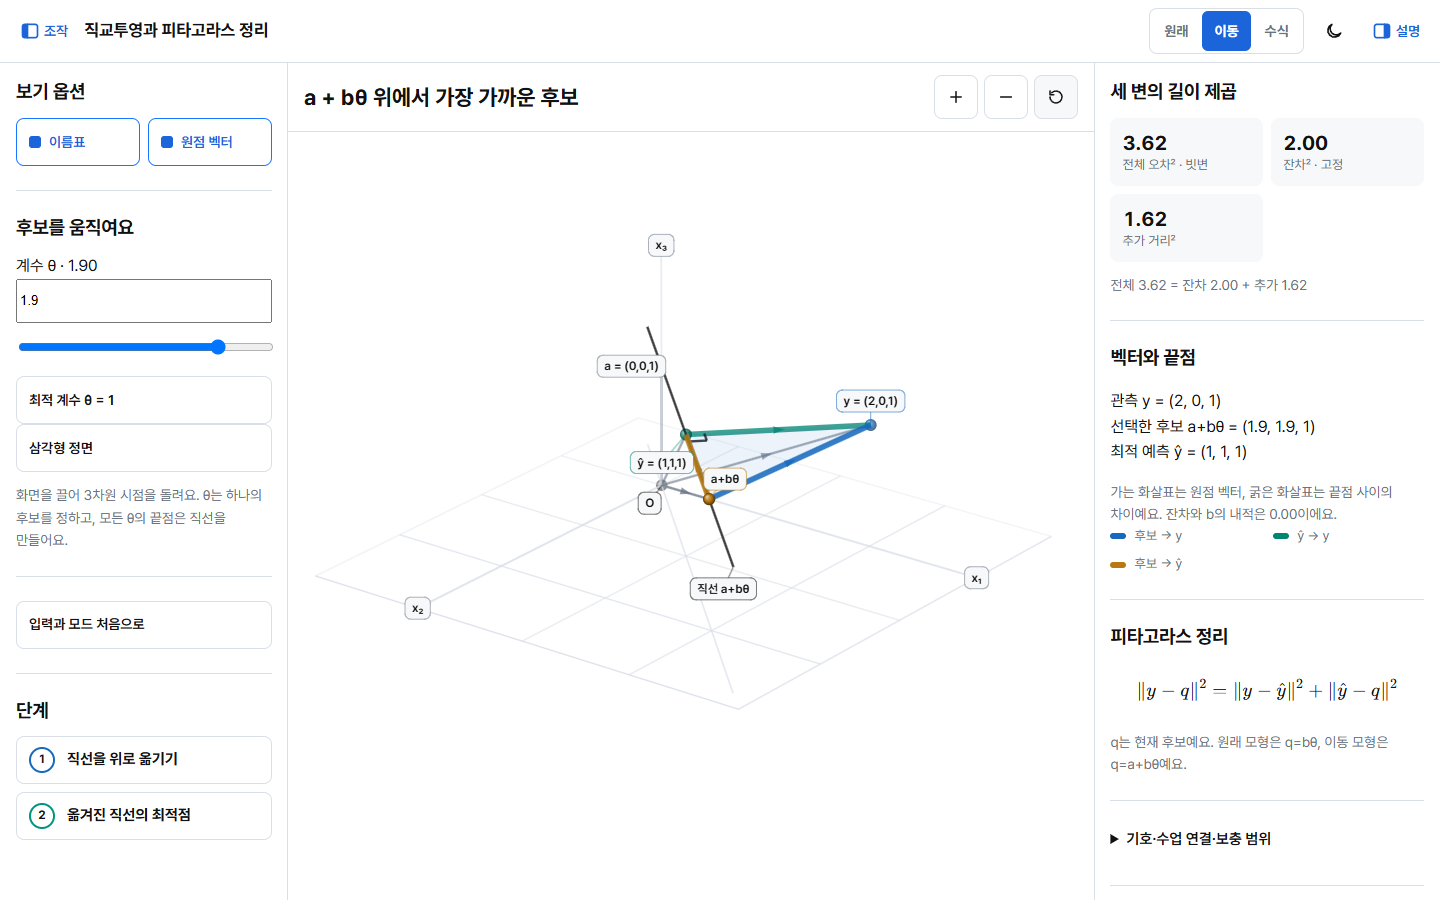 조작
직교투영과 피타고라스 정리
원래
이동
수식
설명
보기 옵션
이름표
원점 벡터
후보를 움직여요
계수 θ · 1.90
1.9
최적 계수 θ = 1
삼각형 정면
화면을 끌어 3차원 시점을 돌려요. θ는 하나의
후보를 정하고, 모든 θ의 끝점은 직선을
만들어요.
입력과 모드 처음으로
단계
1 직선을 위로 옮기기
2 옮겨진 직선의 최적점
a + bθ 위에서 가장 가까운 후보
x₃
a = (0,0,1)
y = (2,0,1)
ŷ = (1,1,1)
a+bθ
O
직선 a+bθ
x₁
x₂
세 변의 길이 제곱
3.62
전체 오차² · 빗변
2.00
잔차² · 고정
1.62
추가 거리²
전체 3.62 = 잔차 2.00 + 추가 1.62
벡터와 끝점
관측 y = (2, 0, 1)
선택한 후보 a+bθ = (1.9, 1.9, 1)
최적 예측 ŷ = (1, 1, 1)
가는 화살표는 원점 벡터, 굵은 화살표는 끝점 사이의
차이예요. 잔차와 b의 내적은 0.00이에요.
후보 → y
ŷ → y
후보 → ŷ
피타고라스 정리
‖y − q‖² = ‖y − ŷ‖² + ‖ŷ − q‖²
q는 현재 후보예요. 원래 모형은 q=bθ, 이동 모형은
q=a+bθ예요.
▶ 기호·수업 연결·보충 범위